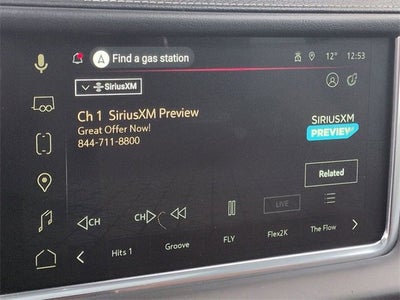 A Find a gas station
12° 12:53
SiriusXM
Ch 1 SiriusXM Preview
Great Offer Now!
844-711-8800
SIRIUSXM
PREVIEW
Related
CH CH LIVE
Hits 1 Groove FLY Flex2K The Flow